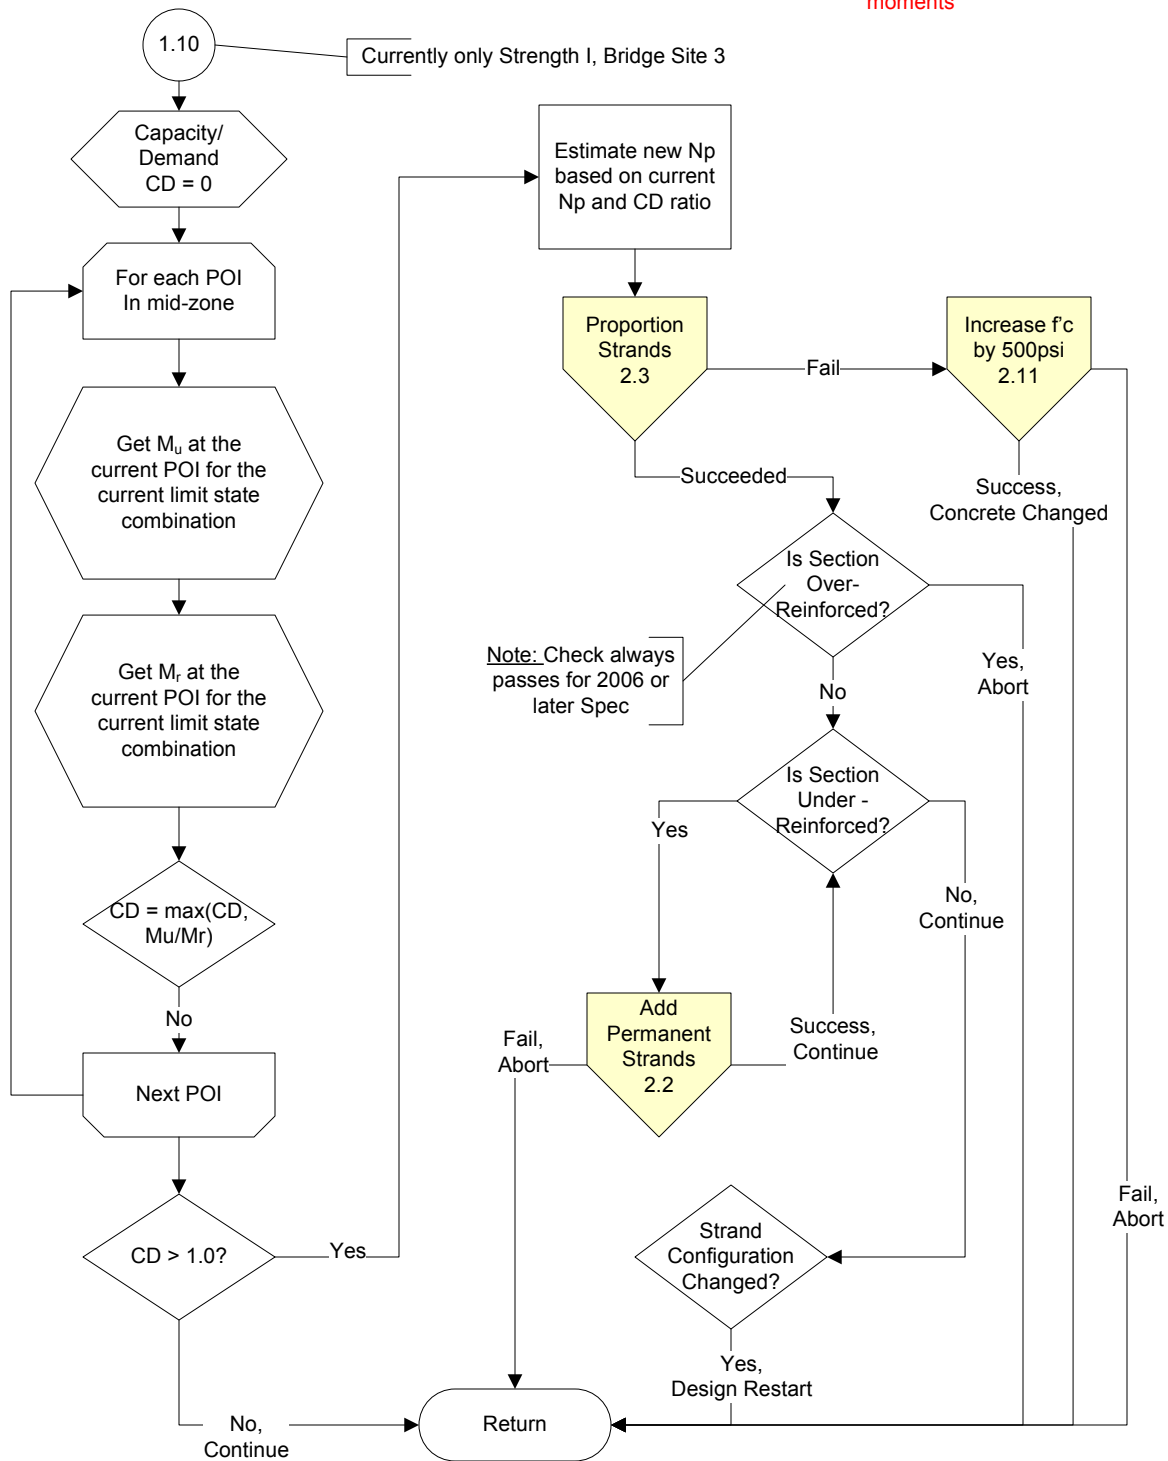 moments
1.10
Currently only Strength I, Bridge Site 3
Capacity/
Demand
CD = 0
For each POI
In mid-zone
Get Mu at the
current POI for the
current limit state
combination
Get Mr at the
current POI for the
current limit state
combination
CD = max(CD,
Mu/Mr)
No
Next POI
CD > 1.0?
Yes
No,
Continue
Estimate new Np
based on current
Np and CD ratio
Proportion
Strands
2.3
Fail
Increase f'c
by 500psi
2.11
Success,
Concrete Changed
Fail,
Abort
Succeeded
Is Section
Over-
Reinforced?
Note: Check always
passes for 2006 or
later Spec
Yes,
Abort
No
Is Section
Under -
Reinforced?
Yes
No,
Continue
Add
Permanent
Strands
2.2
Fail,
Abort
Success,
Continue
Strand
Configuration
Changed?
Yes,
Design Restart
Return